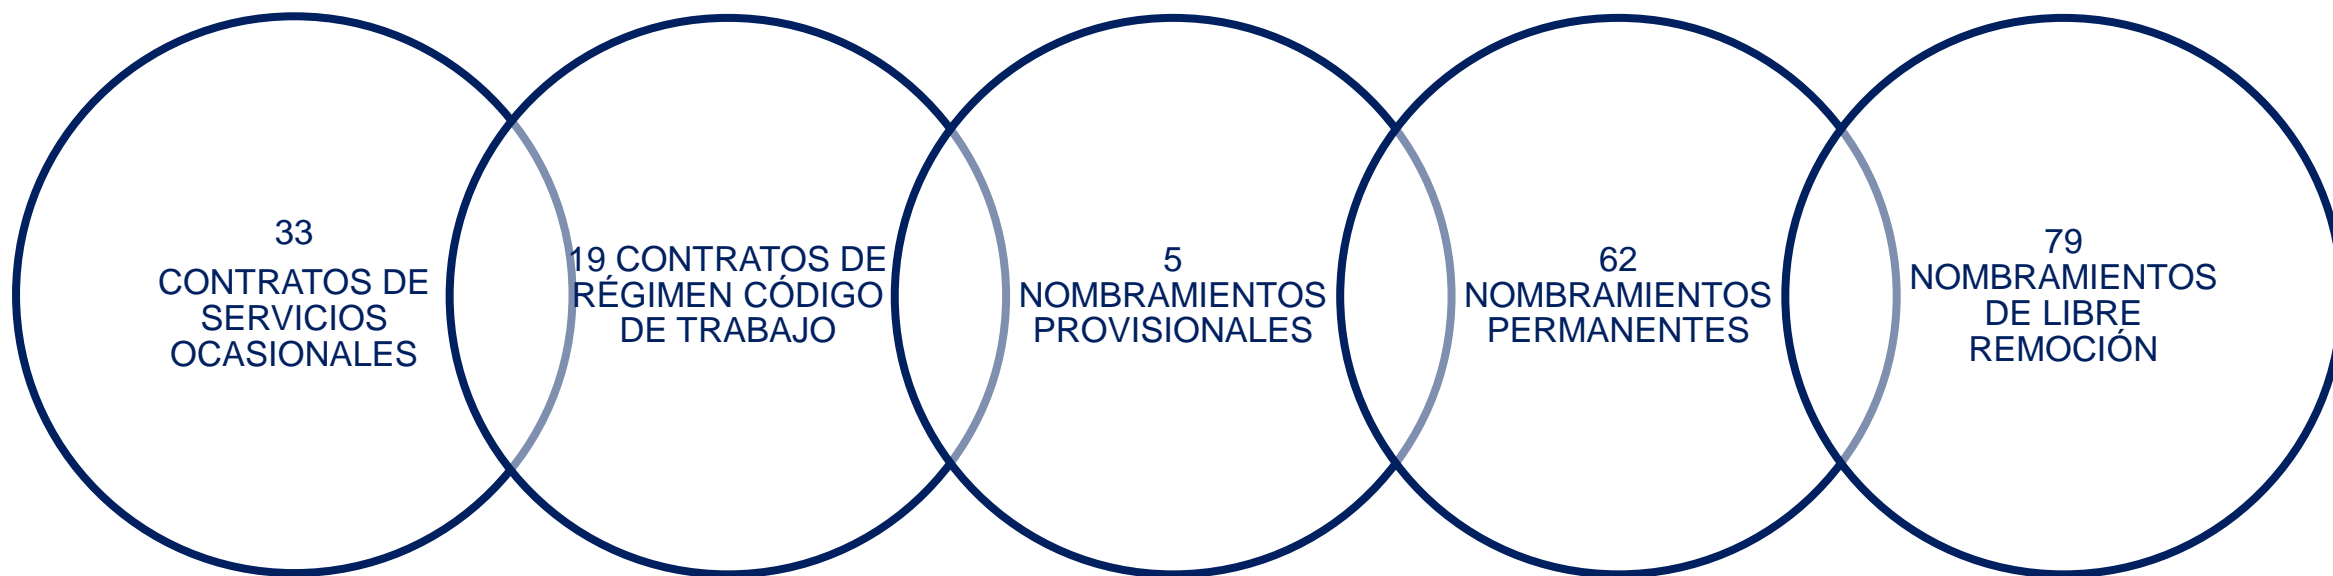 33
CONTRATOS DE
SERVICIOS
OCASIONALES
19 CONTRATOS DE
RÉGIMEN CÓDIGO
DE TRABAJO
5
NOMBRAMIENTOS
PROVISIONALES
62
NOMBRAMIENTOS
PERMANENTES
79
NOMBRAMIENTOS
DE LIBRE
REMOCIÓN